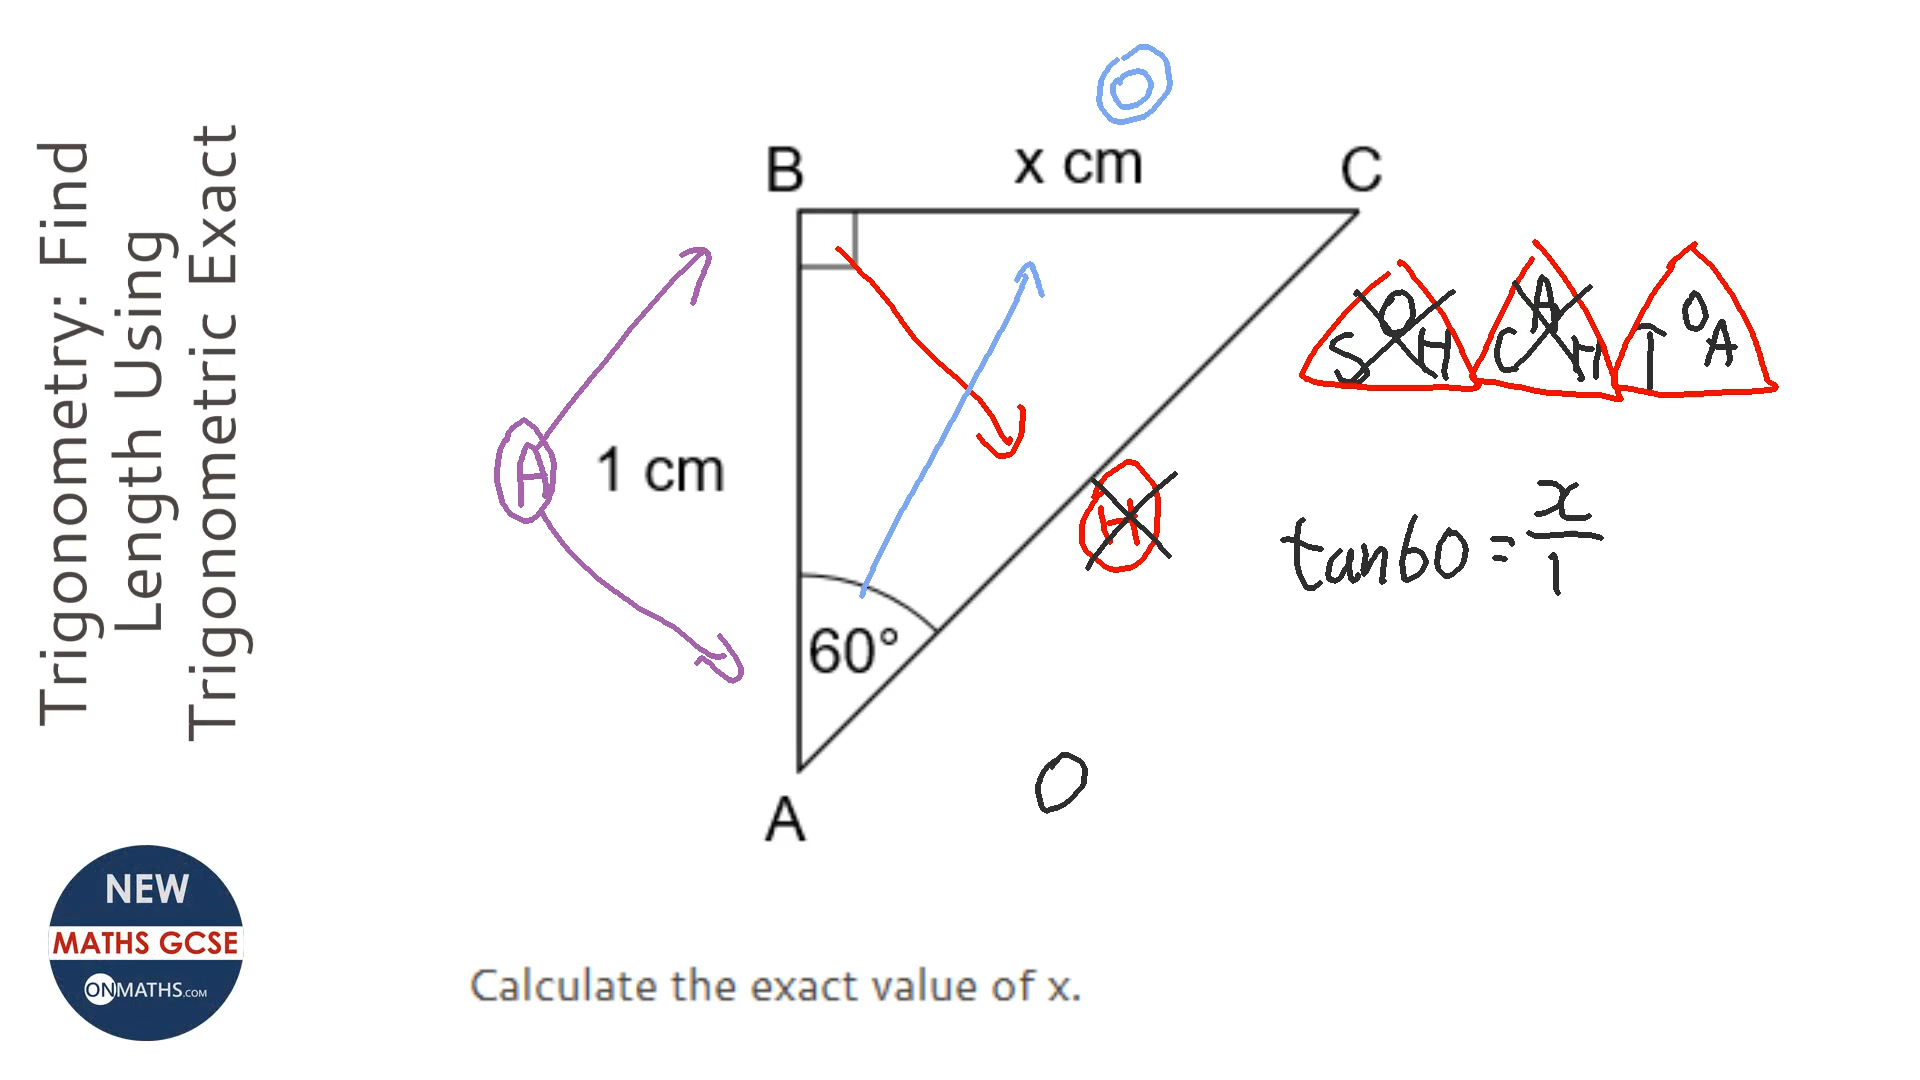 Trigonometry: Find
Length Using
Trigonometric Exact
O
B
x cm
C
S O H
C A H
T O A
A
1 cm
H
tan60 = x/1
60°
O
A
NEW
MATHS GCSE
ONMATHS.COM
Calculate the exact value of x.